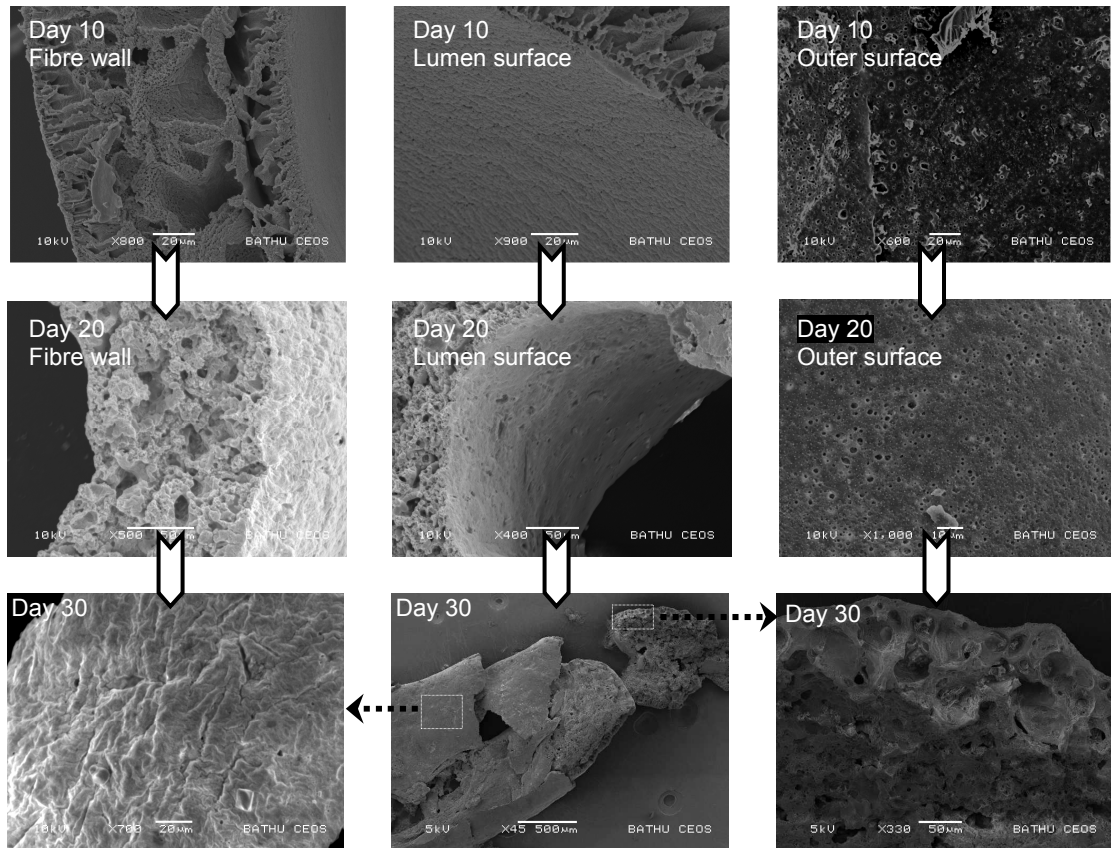 Day 10
Fibre wall
10kV X800 20µm BATHU CEOS
Day 10
Lumen surface
10kV X900 20µm BATHU CEOS
Day 10
Outer surface
10kV X600 20µm BATHU CEOS
Day 20
Fibre wall
10kV X500 50µm BATHU CEOS
Day 20
Lumen surface
10kV X400 50µm BATHU CEOS
Day 20
Outer surface
10kV X1,000 10µm BATHU CEOS
Day 30
10kV X700 20µm BATHU CEOS
Day 30
5kV X45 500µm BATHU CEOS
Day 30
5kV X330 50µm BATHU CEOS